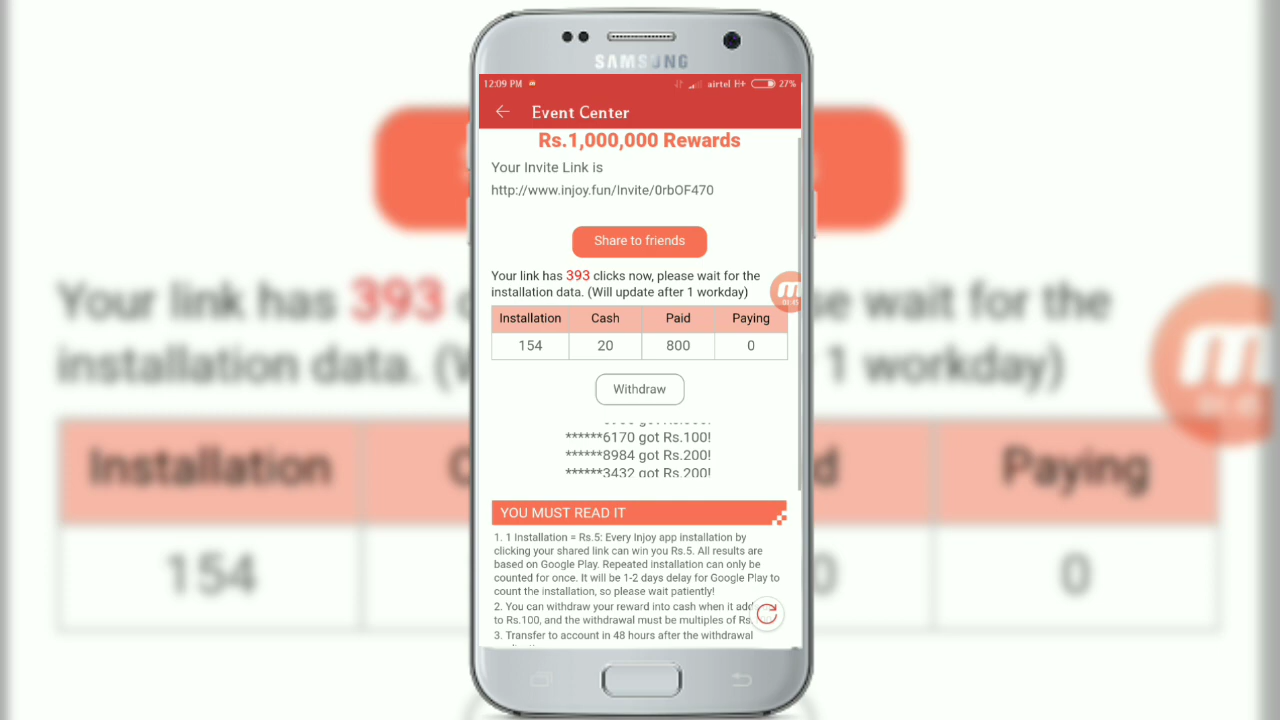 SAMSUNG
12:09 PM airtel H+ 27%
Event Center
Rs.1,000,000 Rewards
Your Invite Link is
http://www.injoy.fun/Invite/0rbOF470
Share to friends
Your link has 393 clicks now, please wait for the
installation data. (Will update after 1 workday)
01:45
Installation Cash Paid Paying
154 20 800 0
Withdraw
******6170 got Rs.100!
******8984 got Rs.200!
******3432 got Rs.200!
YOU MUST READ IT
1. 1 Installation = Rs.5: Every Injoy app installation by
clicking your shared link can win you Rs.5. All results are
based on Google Play. Repeated installation can only be
counted for once. It will be 1-2 days delay for Google Play to
count the installation, so please wait patiently!
2. You can withdraw your reward into cash when it add
to Rs.100, and the withdrawal must be multiples of Rs.
3. Transfer to account in 48 hours after the withdrawal
Your link has 393
se wait for the
installation data. (W
1 workday)
Installation
Paying
154
0